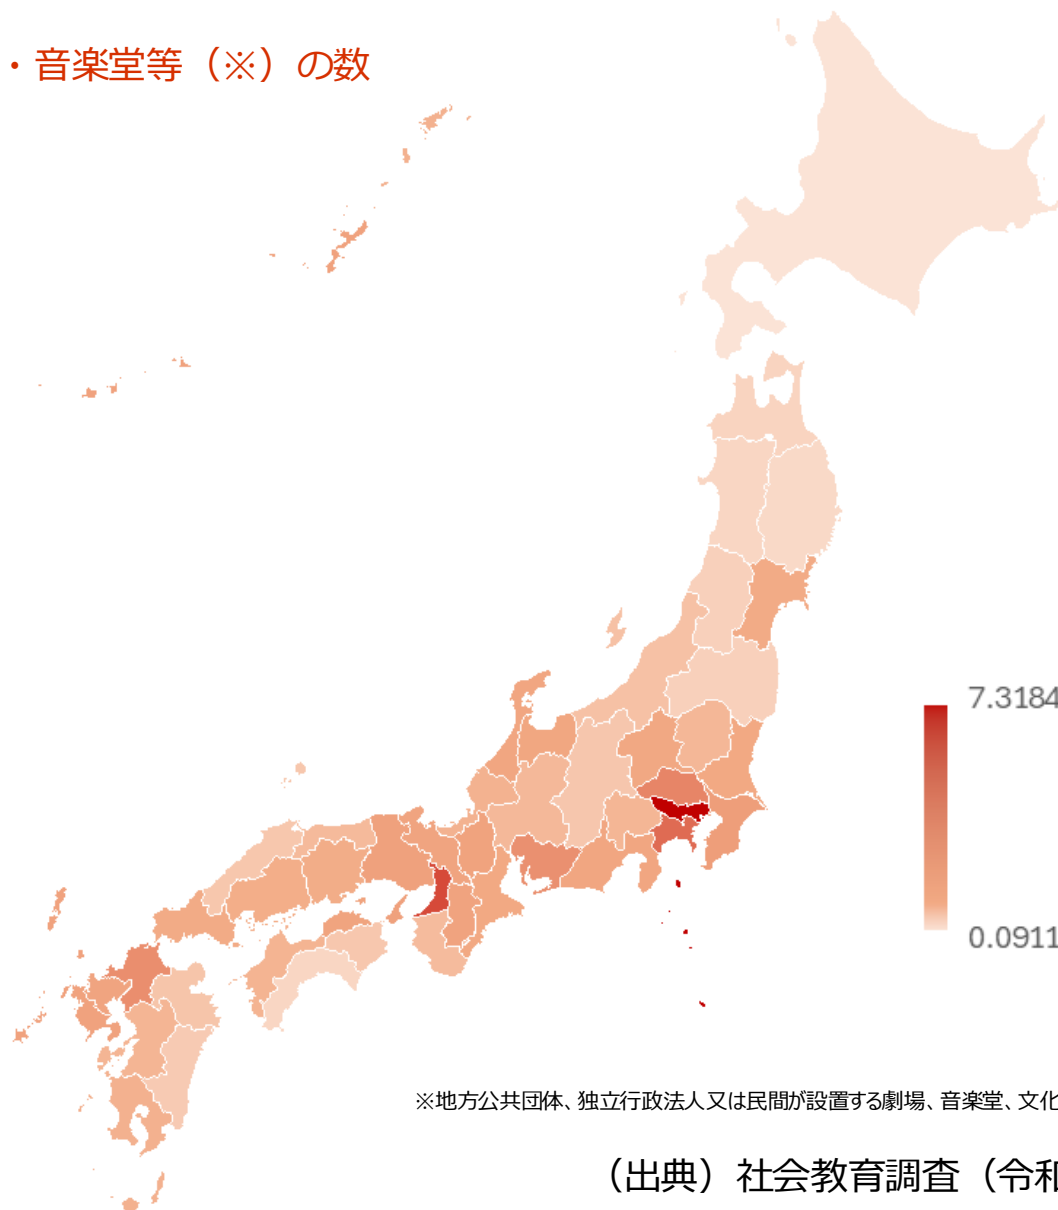 ・音楽堂等（※）の数
7.3184
0.0911
※地方公共団体、独立行政法人又は民間が設置する劇場、音楽堂、文化
（出典）社会教育調査（令和